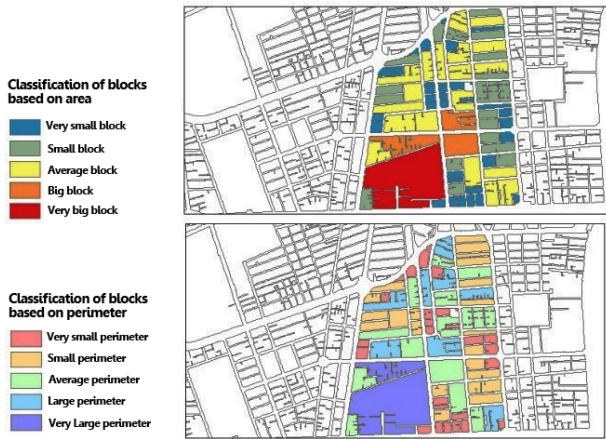 Classification of blocks
based on area
Very small block
Small block
Average block
Big block
Very big block
Classification of blocks
based on perimeter
Very small perimeter
Small perimeter
Average perimeter
Large perimeter
Very Large perimeter